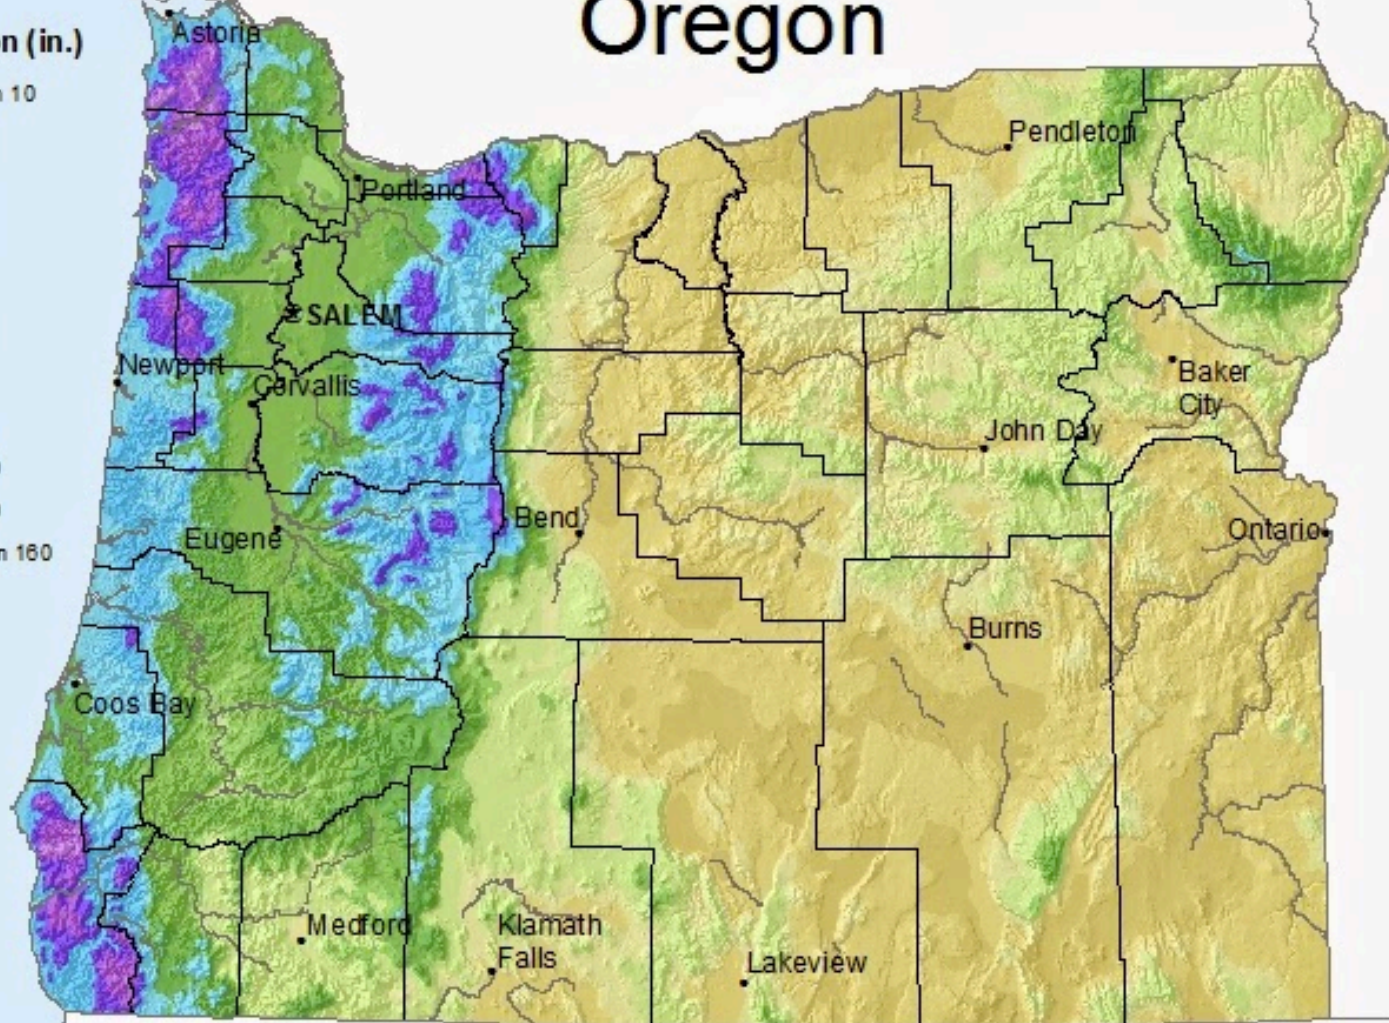 Oregon
n (in.)
n 10
n 160
Astoria
Pendleton
Portland
SALEM
Newport
Corvallis
Baker
City
John Day
Bend
Ontario
Eugene
Burns
Coos Bay
Medford
Klamath
Falls
Lakeview